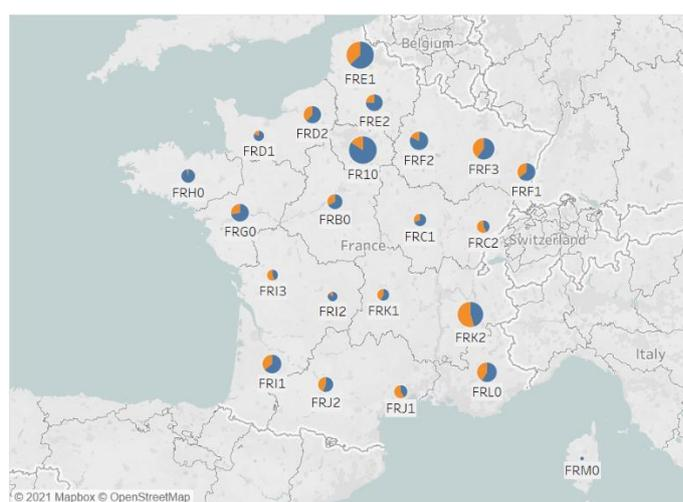 Belgium
FRE1
FRE2
FRD2
FRD1
FR10
FRF2
FRF3
FRF1
FRH0
FRG0
FRB0
France
FRC1
FRC2
Switzerland
FRI3
FRI2
FRK1
FRK2
Italy
FRI1
FRJ2
FRJ1
FRL0
FRM0
© 2021 Mapbox © OpenStreetMap